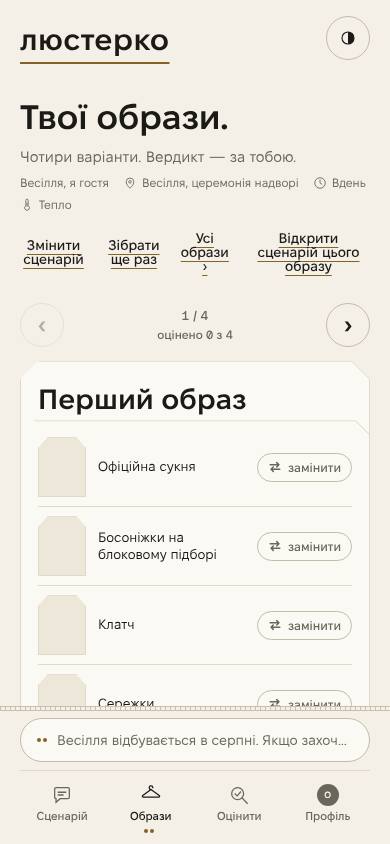 люстерко
Твої образи.
Чотири варіанти. Вердикт — за тобою.
Весілля, я гостя Весілля, церемонія надворі Вдень
Тепло
Змінити сценарій
Зібрати ще раз
Усі образи ›
Відкрити сценарій цього образу
‹ 1 / 4 ›
оцінено 0 з 4
Перший образ
Офіційна сукня замінити
Босоніжки на блоковому підборі замінити
Клатч замінити
Сережки замінити
Весілля відбувається в серпні. Якщо захоч...
Сценарій Образи Оцінити О Профіль